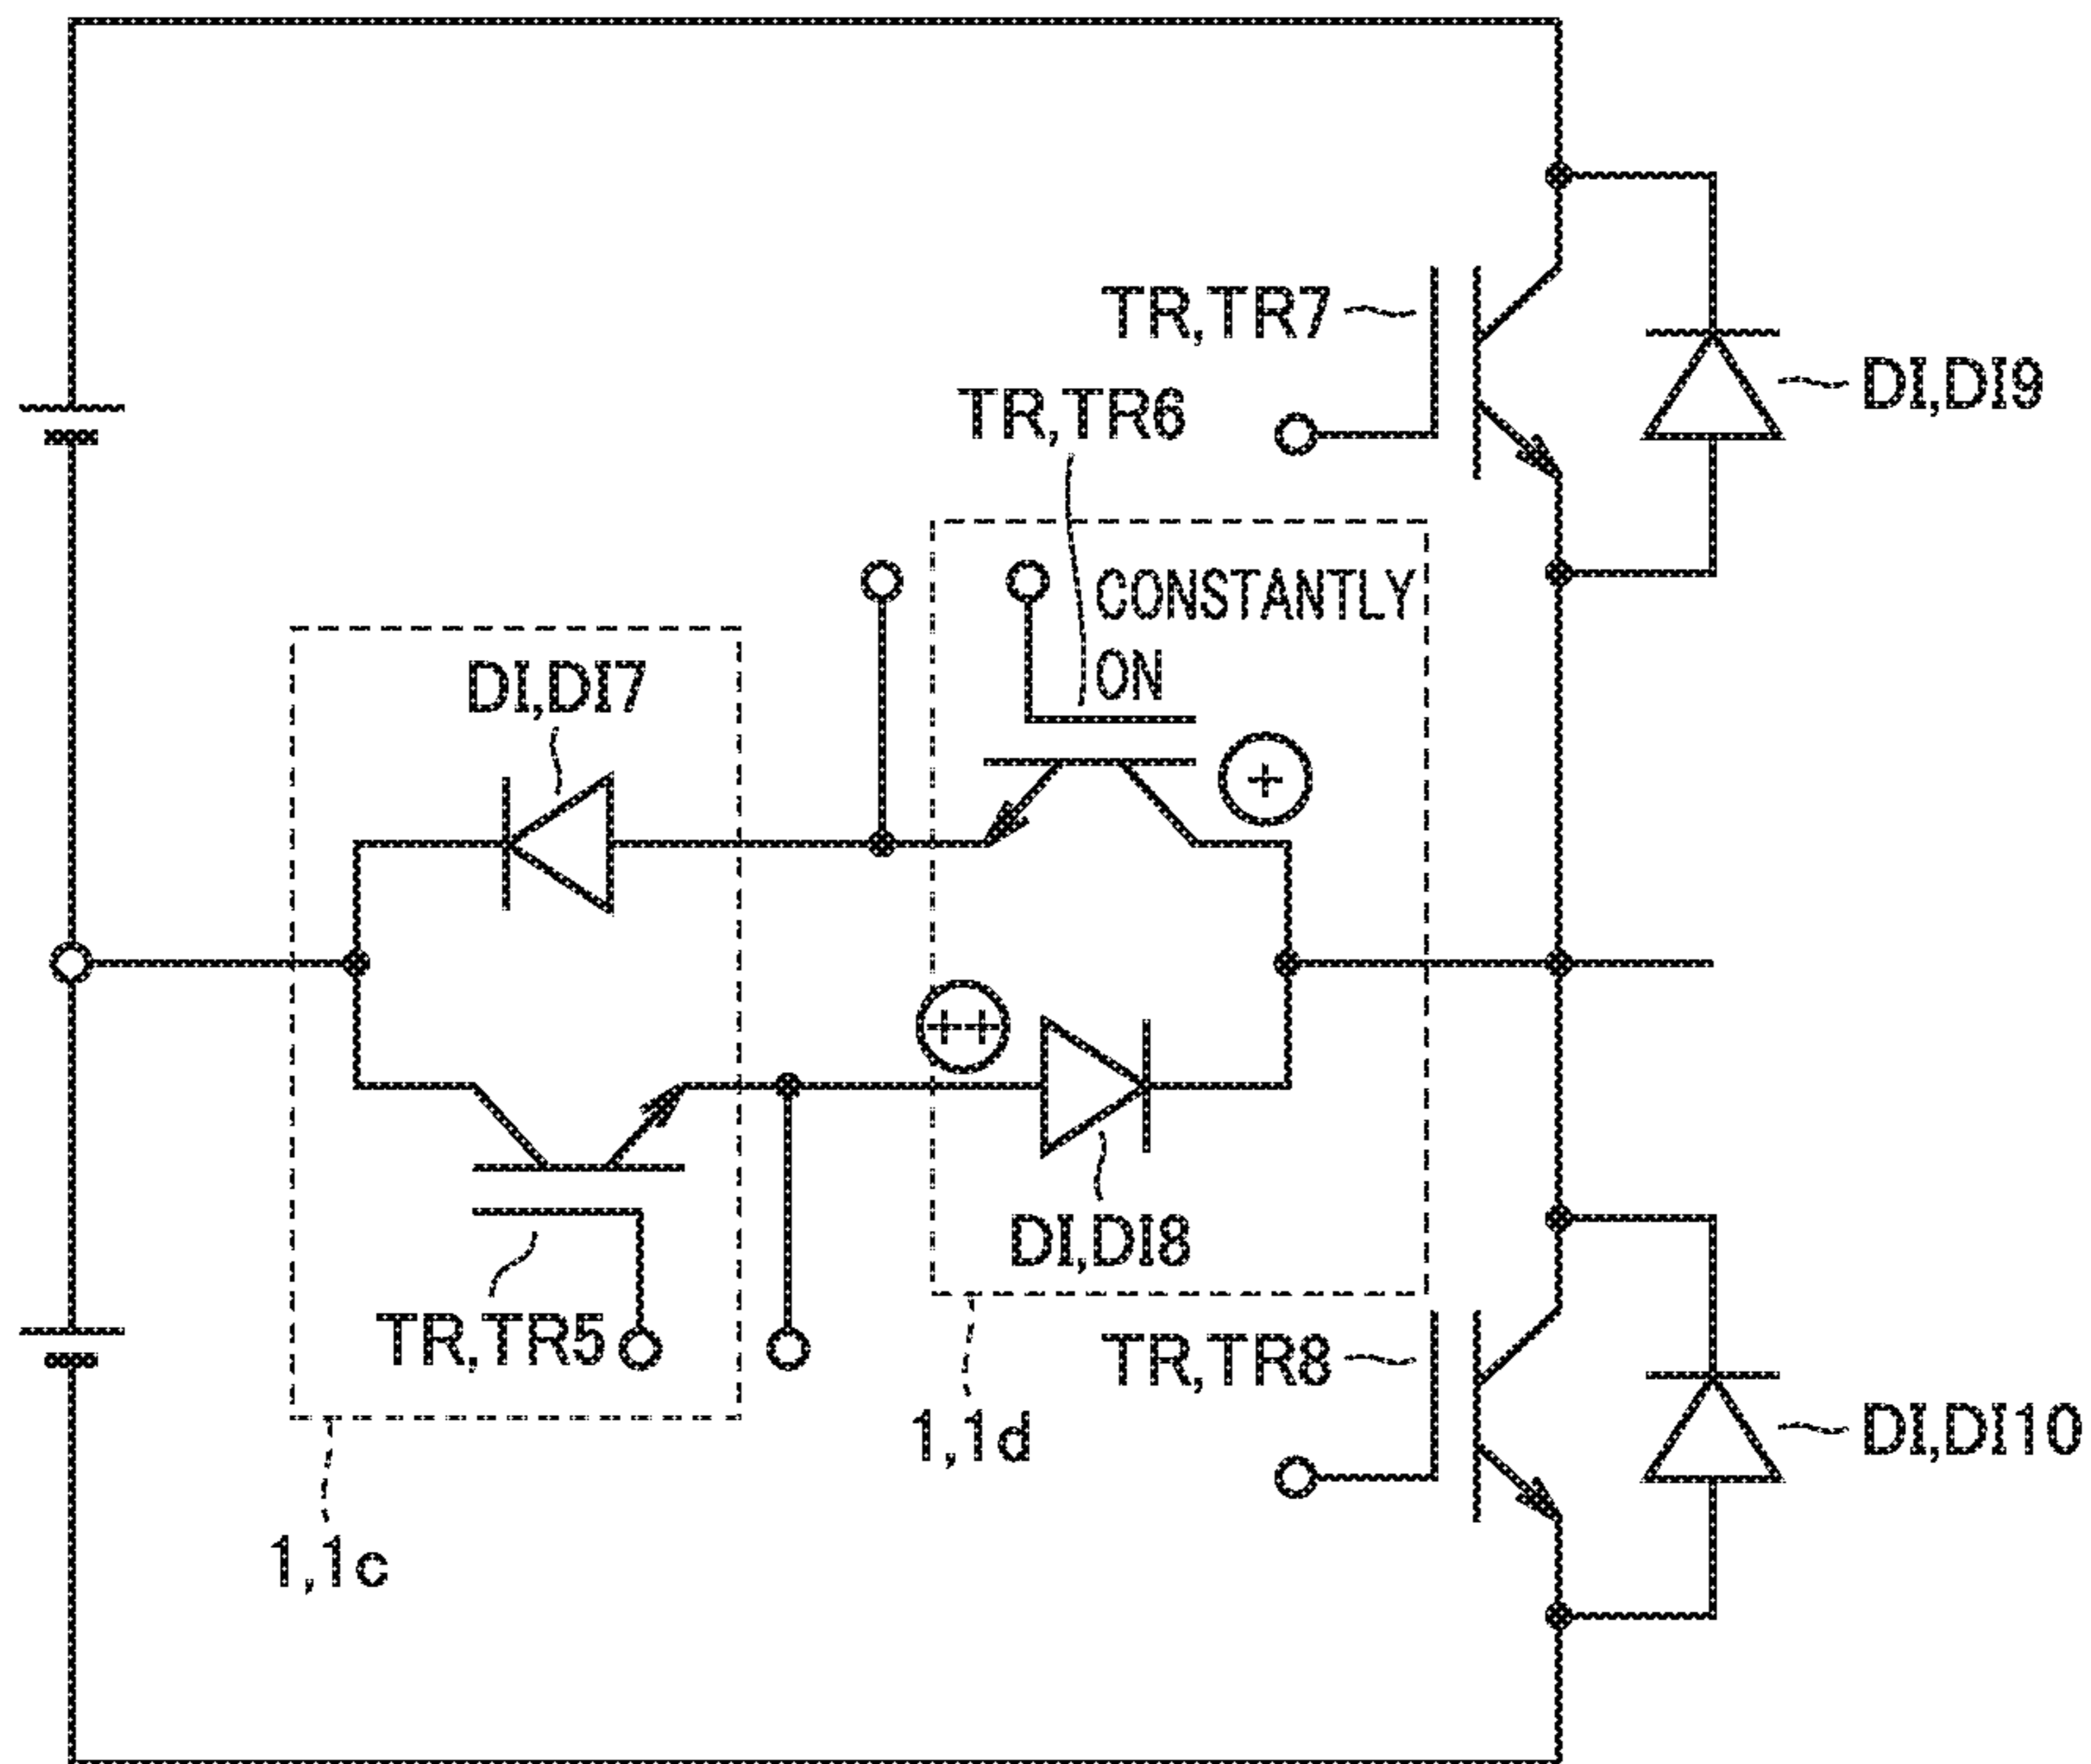 TR,TR7
DI,DI9
TR,TR6
CONSTANTLY
ON
DI,DI7
+
++
DI,DI8
TR,TR5
TR,TR8
1,1d
DI,DI10
1,1c